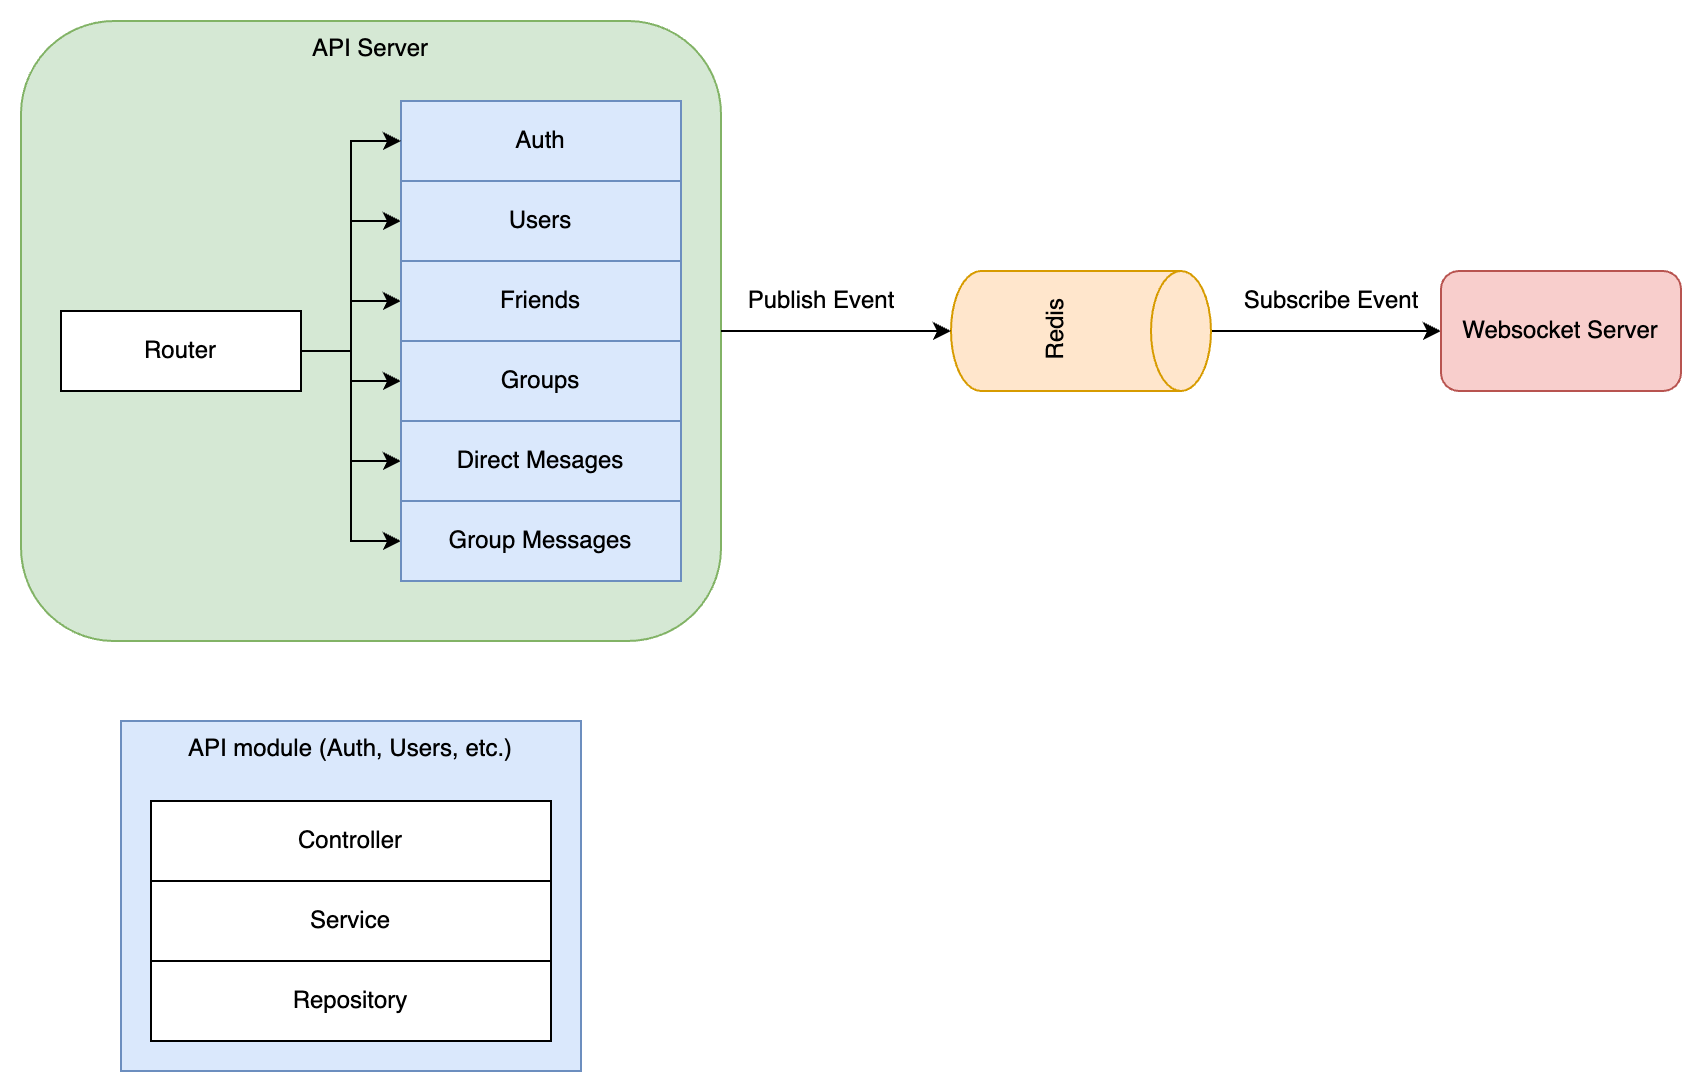 API Server
Auth
Users
Friends
Router
Groups
Direct Mesages
Group Messages
Publish Event
Redis
Subscribe Event
Websocket Server
API module (Auth, Users, etc.)
Controller
Service
Repository